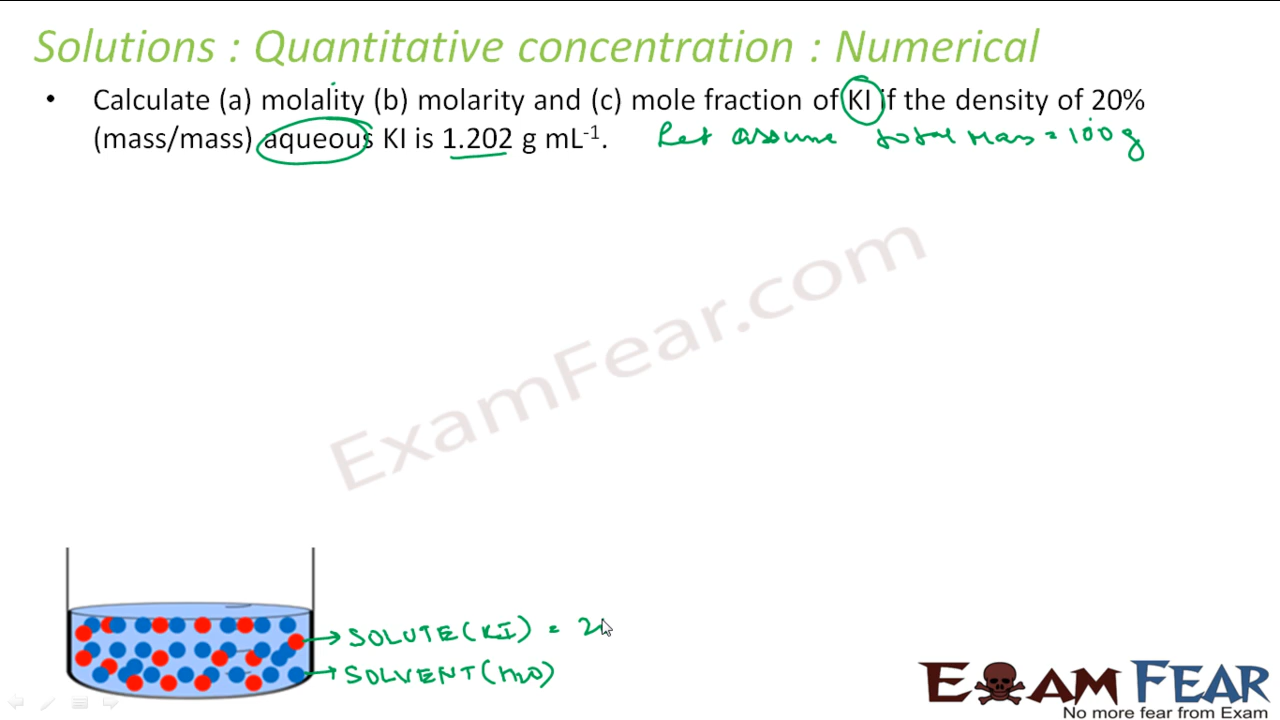 Solutions : Quantitative concentration : Numerical
• Calculate (a) molality (b) molarity and (c) mole fraction of KI if the density of 20%
(mass/mass) aqueous KI is 1.202 g mL-1. Let assume total mass = 100 g
ExamFear.com
→ SOLUTE (KI) = 2
→ SOLVENT (H2O)
EXAM FEAR
No more fear from Exam